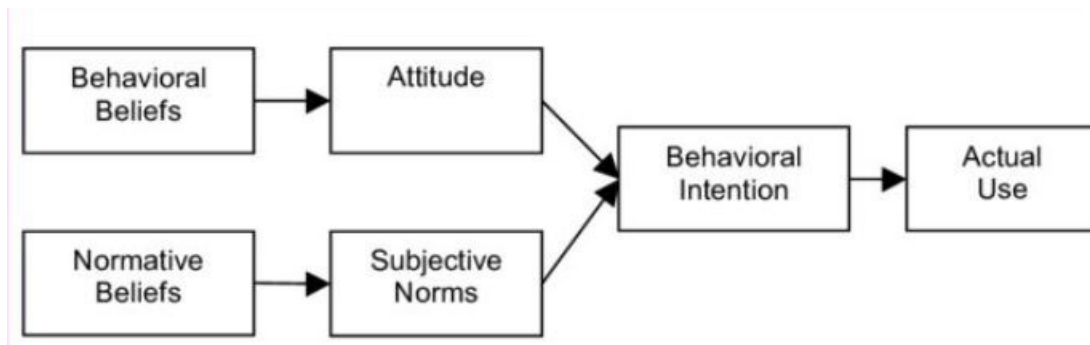 Behavioral
Beliefs
Attitude
Behavioral
Intention
Actual
Use
Normative
Beliefs
Subjective
Norms